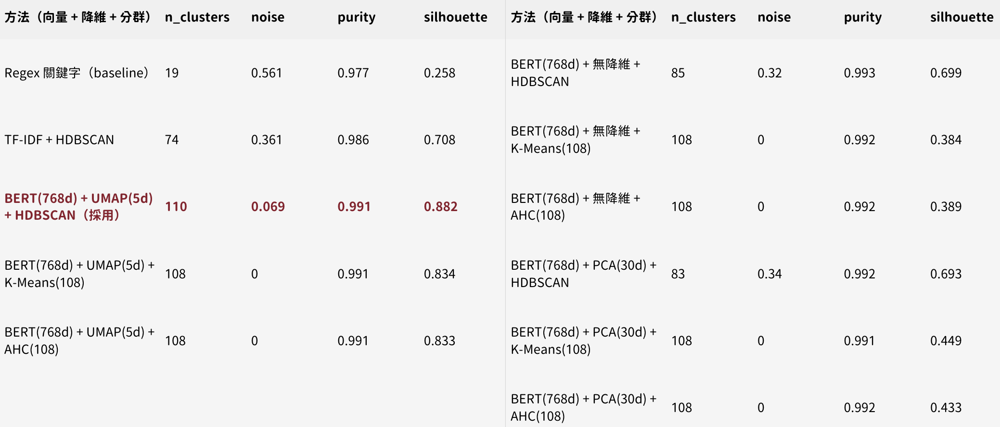 方法（向量 + 降維 + 分群） n_clusters noise purity silhouette
Regex 關鍵字（baseline） 19 0.561 0.977 0.258
TF-IDF + HDBSCAN 74 0.361 0.986 0.708
BERT(768d) + UMAP(5d)
+ HDBSCAN（採用） 110 0.069 0.991 0.882
BERT(768d) + UMAP(5d) +
K-Means(108) 108 0 0.991 0.834
BERT(768d) + UMAP(5d) +
AHC(108) 108 0 0.991 0.833
方法（向量 + 降維 + 分群） n_clusters noise purity silhouette
BERT(768d) + 無降維 +
HDBSCAN 85 0.32 0.993 0.699
BERT(768d) + 無降維 +
K-Means(108) 108 0 0.992 0.384
BERT(768d) + 無降維 +
AHC(108) 108 0 0.992 0.389
BERT(768d) + PCA(30d) +
HDBSCAN 83 0.34 0.992 0.693
BERT(768d) + PCA(30d) +
K-Means(108) 108 0 0.991 0.449
BERT(768d) + PCA(30d) +
AHC(108) 108 0 0.992 0.433